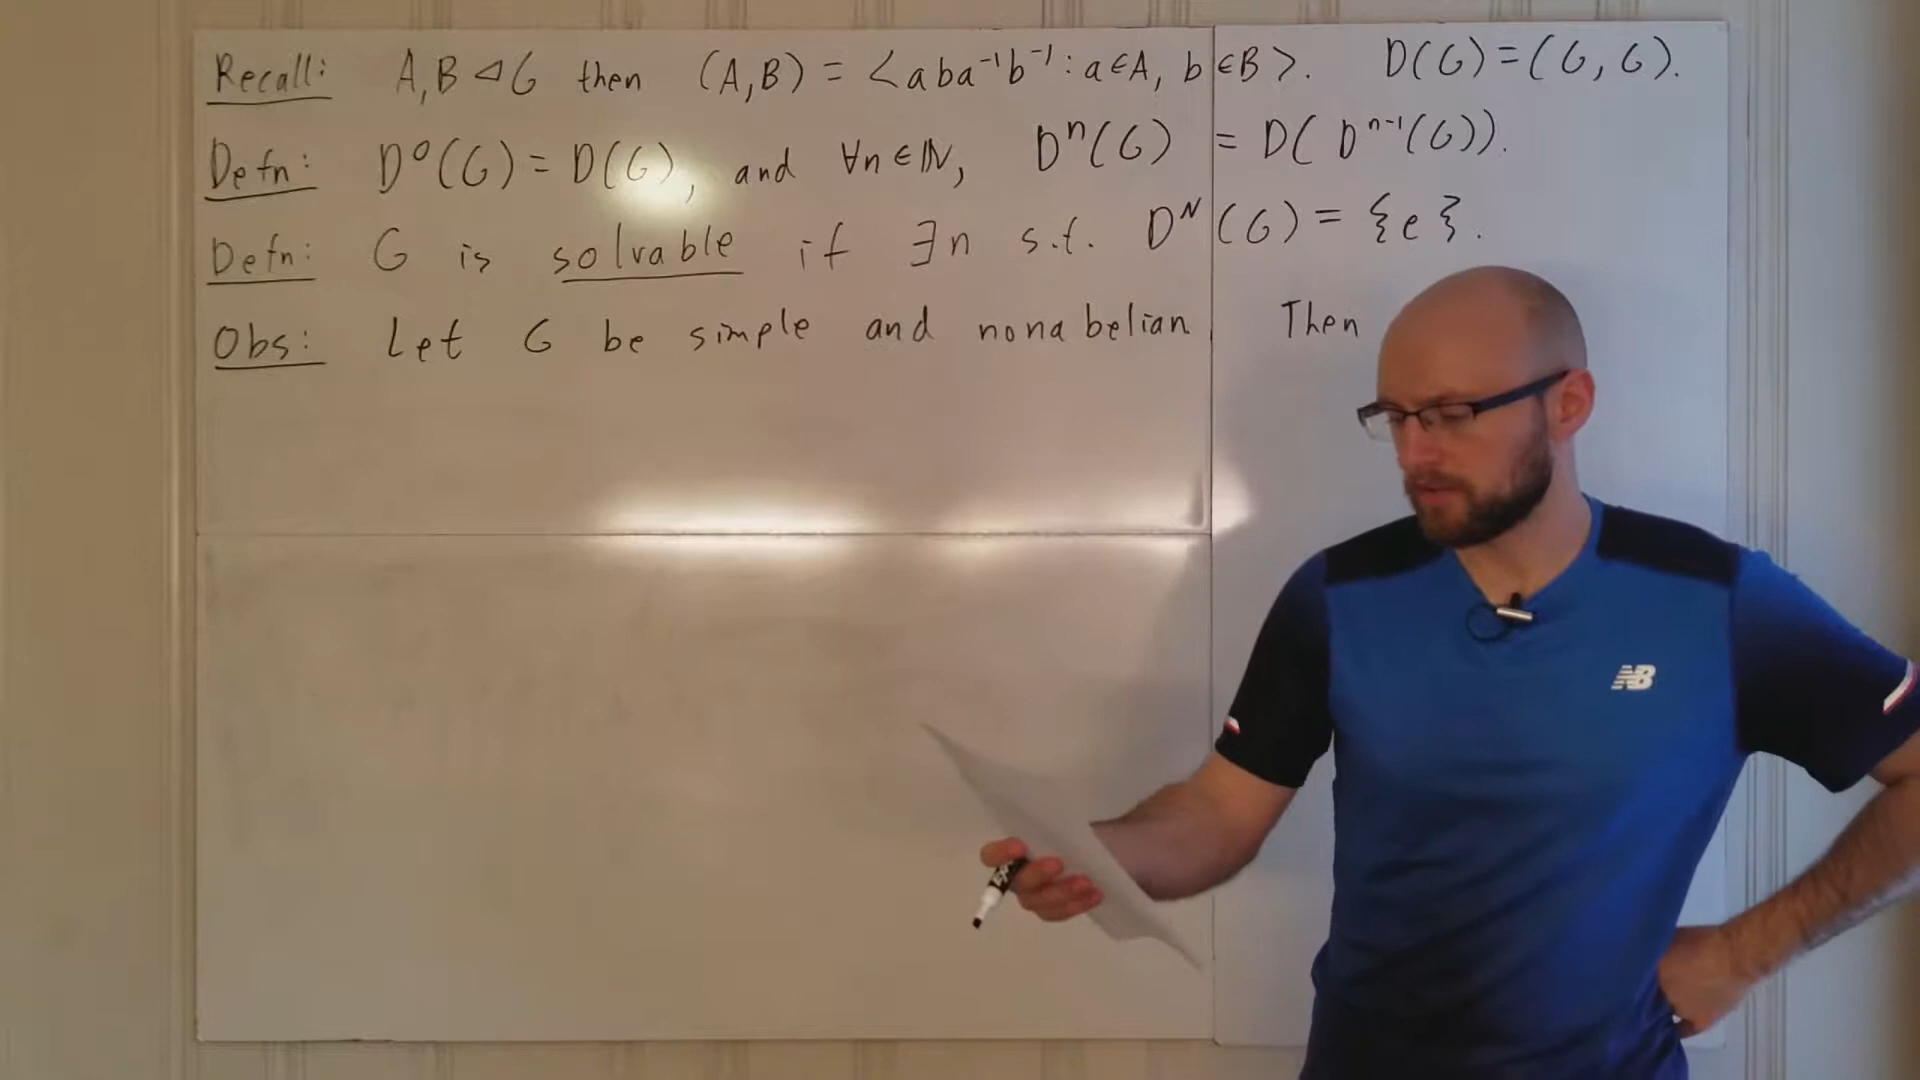 Recall: A,B ⊲ G then (A,B) = <aba⁻¹b⁻¹ : a∈A, b∈B>. D(G)=(G,G).
Defn: D⁰(G) = D(G), and ∀n∈ℕ, Dⁿ(G) = D(Dⁿ⁻¹(G)).
Defn: G is solvable if ∃n s.t. Dᴺ(G) = {e}.
Obs: Let G be simple and nonabelian Then
NB